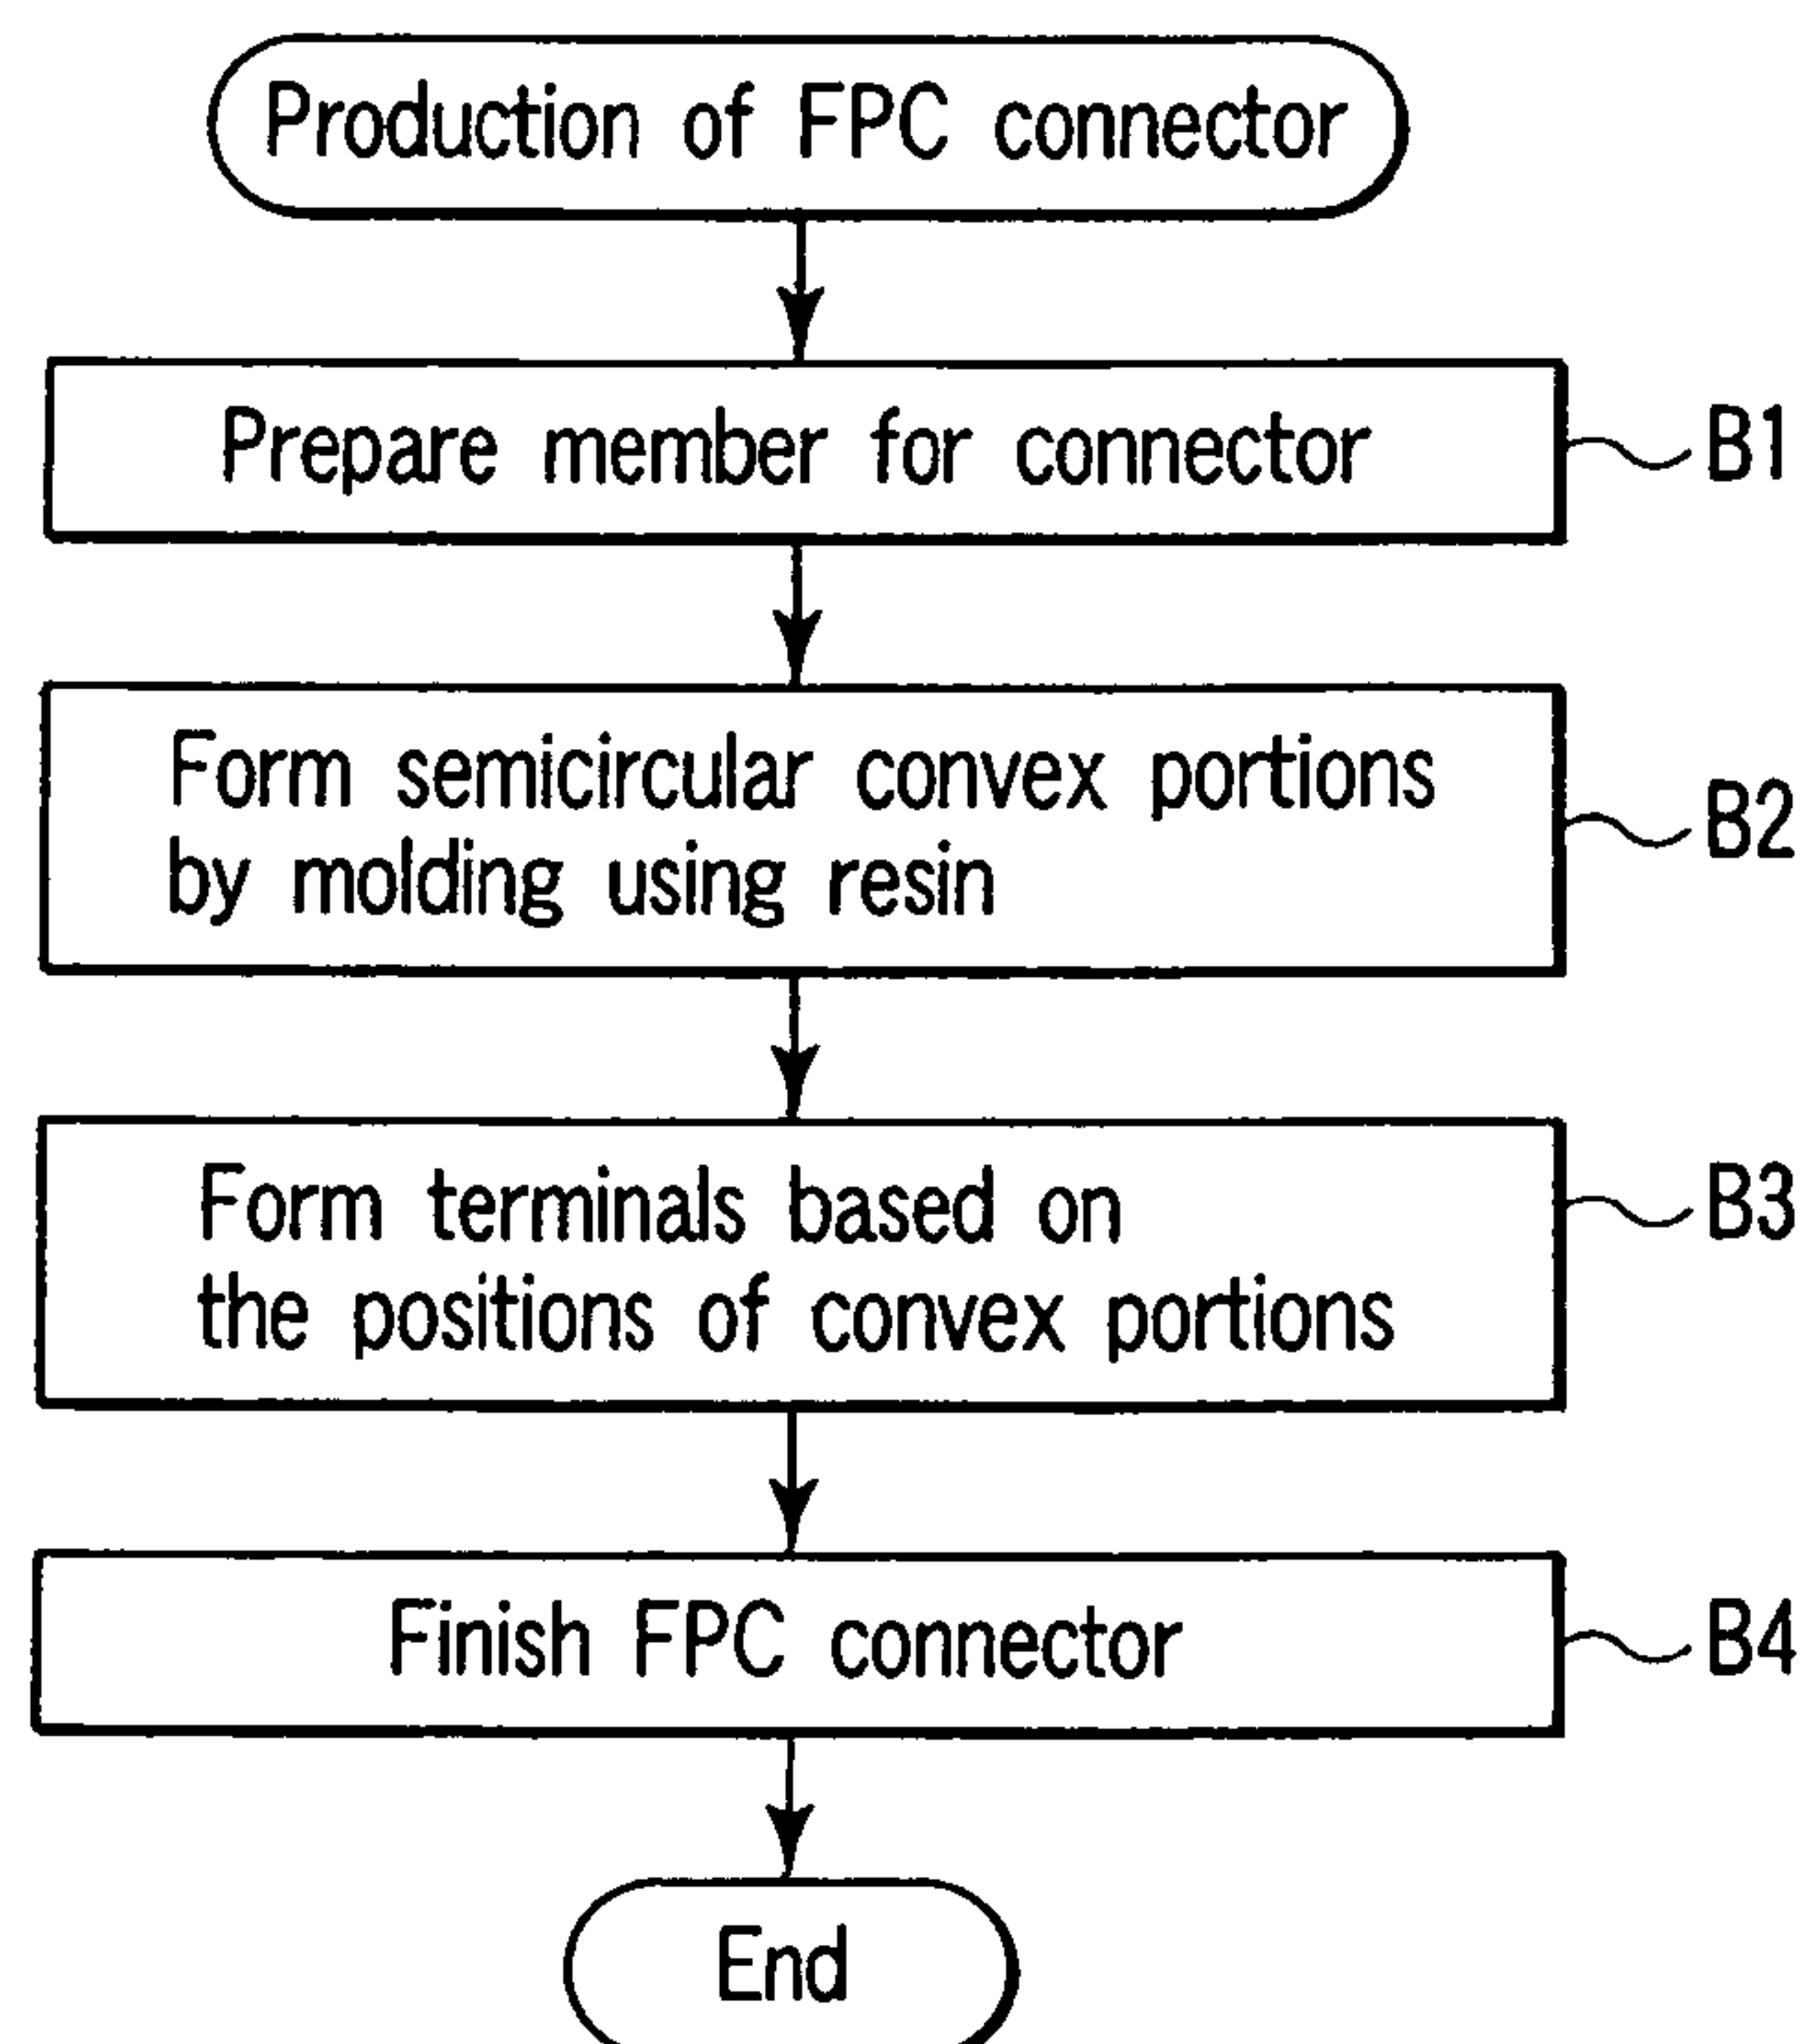 Production of FPC connector
Prepare member for connector
B1
Form semicircular convex portions
by molding using resin
B2
Form terminals based on
the positions of convex portions
B3
Finish FPC connector
B4
End